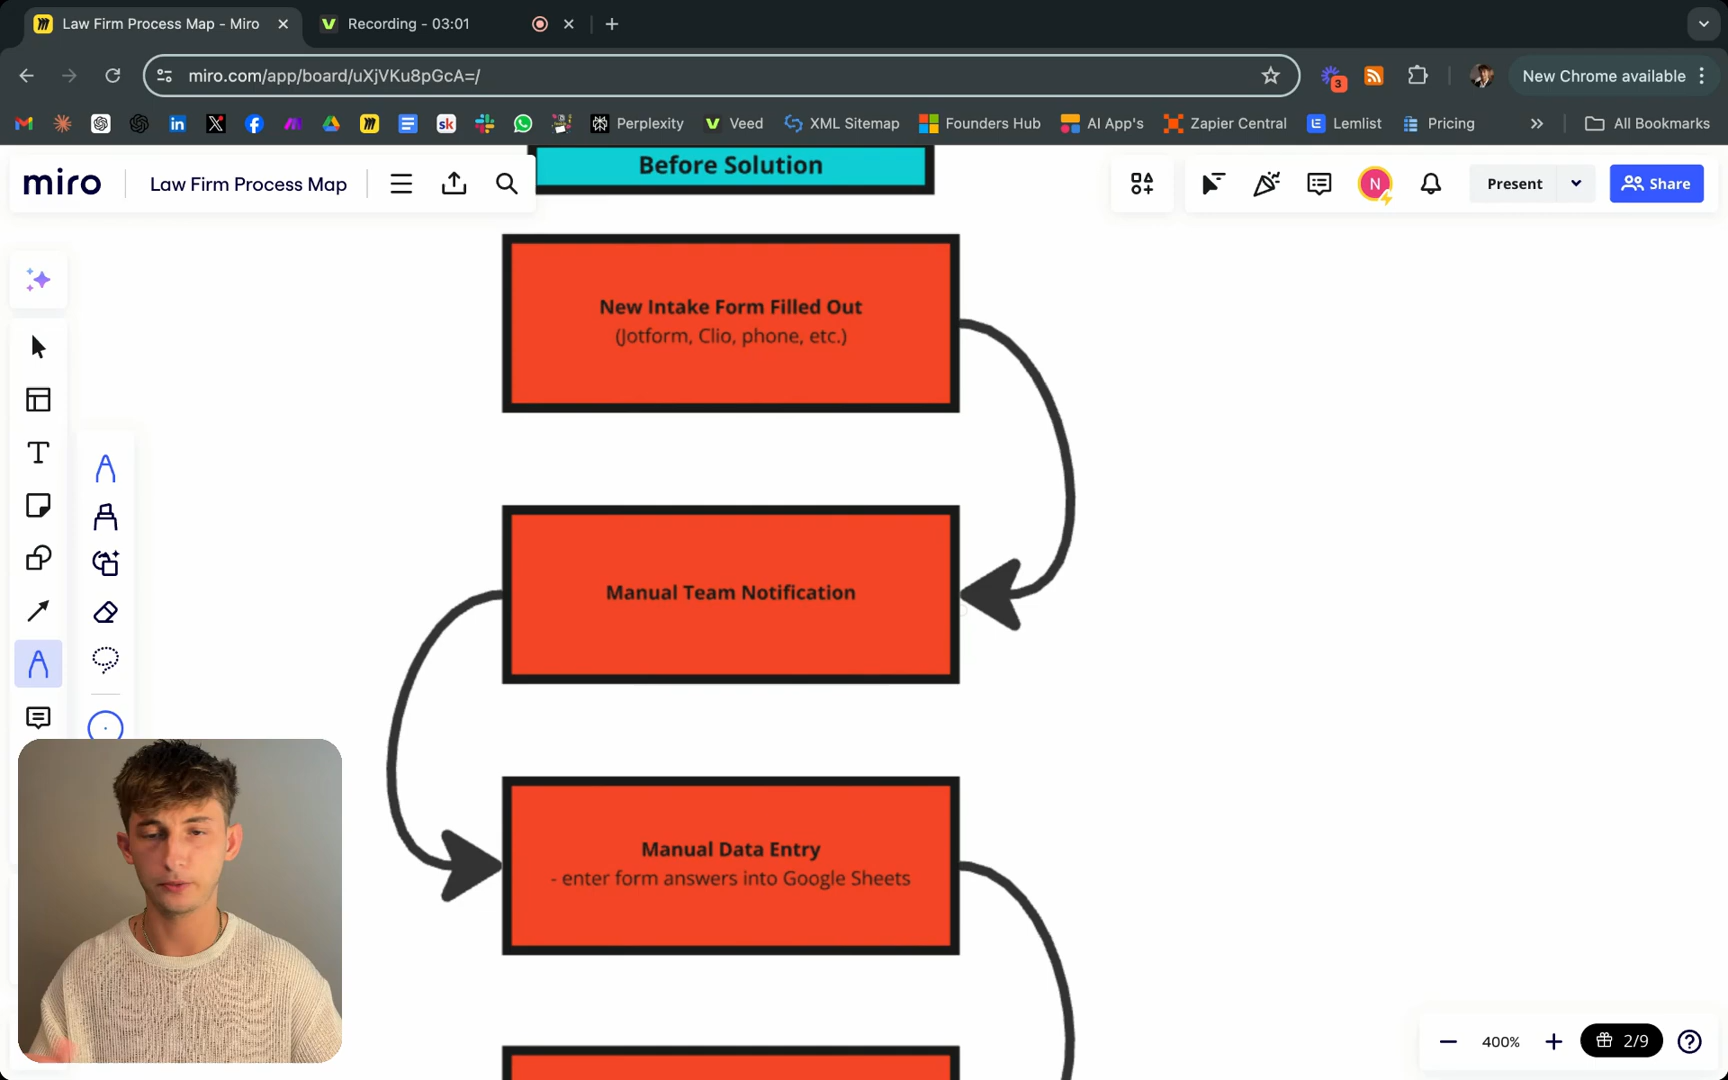 Law Firm Process Map - Miro
Recording - 03:01
miro.com/app/board/uXjVKu8pGcA=/
3
New Chrome available
sk
Perplexity
Veed
XML Sitemap
Founders Hub
AI App's
Zapier Central
Lemlist
Pricing
All Bookmarks
miro
Law Firm Process Map
Before Solution
N
Present
Share
New Intake Form Filled Out
(Jotform, Clio, phone, etc.)
Manual Team Notification
Manual Data Entry
- enter form answers into Google Sheets
400%
2/9